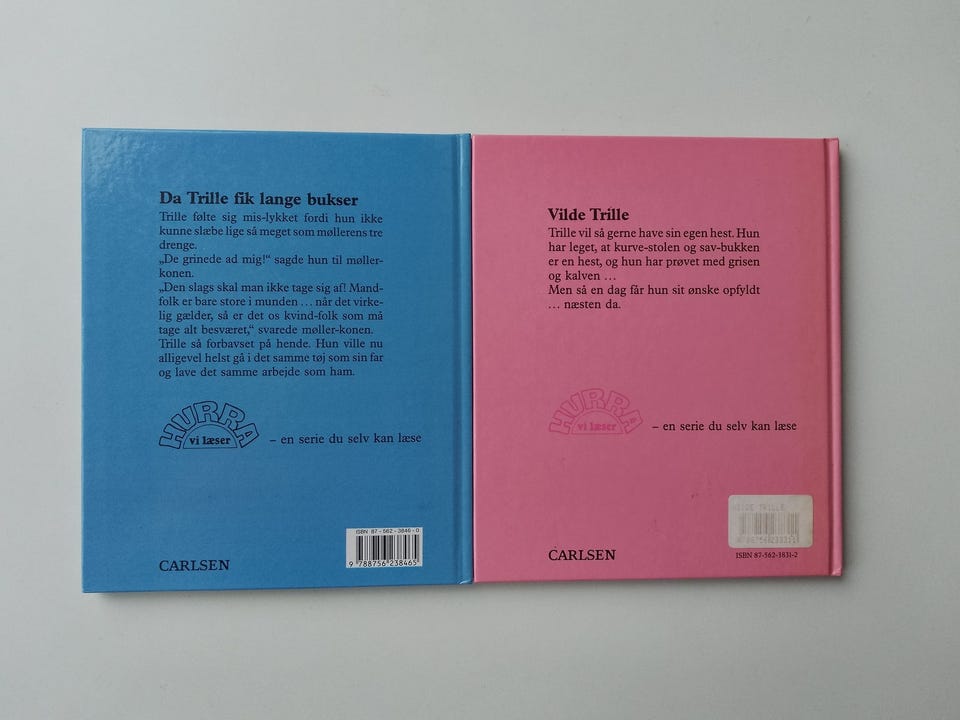 Da Trille fik lange bukser
Trille følte sig mis-lykket fordi hun ikke
kunne slæbe lige så meget som møllerens tre
drenge.
„De grinede ad mig!“ sagde hun til møller-
konen.
„Den slags skal man ikke tage sig af! Mand-
folk er bare store i munden ... når det virke-
lig gælder, så er det os kvind-folk som må
tage alt besværet,“ svarede møller-konen.
Trille så forbavset på hende. Hun ville nu
alligevel helst gå i det samme tøj som sin far
og lave det samme arbejde som ham.
HURRA
vi læser
– en serie du selv kan læse
ISBN 87-562-3846-0
9 788756 238465
CARLSEN
Vilde Trille
Trille vil så gerne have sin egen hest. Hun
har leget, at kurve-stolen og sav-bukken
er en hest, og hun har prøvet med grisen
og kalven ...
Men så en dag får hun sit ønske opfyldt
... næsten da.
HURRA
vi læser
– en serie du selv kan læse
TRILLE
CARLSEN
ISBN 87-562-3831-2